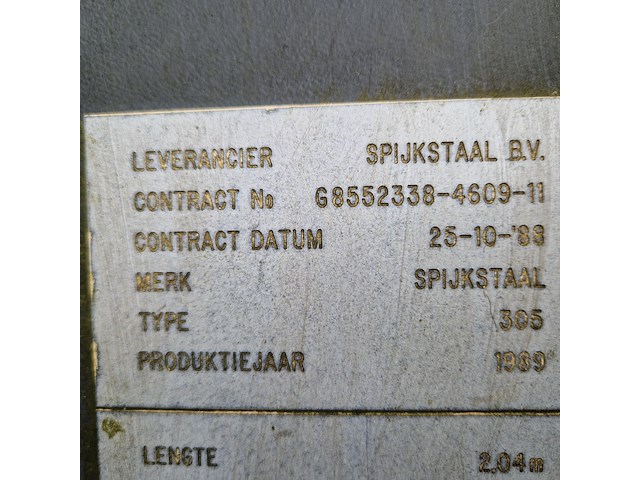 LEVERANCIER SPIJKSTAAL B.V.
CONTRACT No G8552338-4609-11
CONTRACT DATUM 25-10-'88
MERK SPIJKSTAAL
TYPE 305
PRODUKTIEJAAR 1989
LENGTE 2.04m